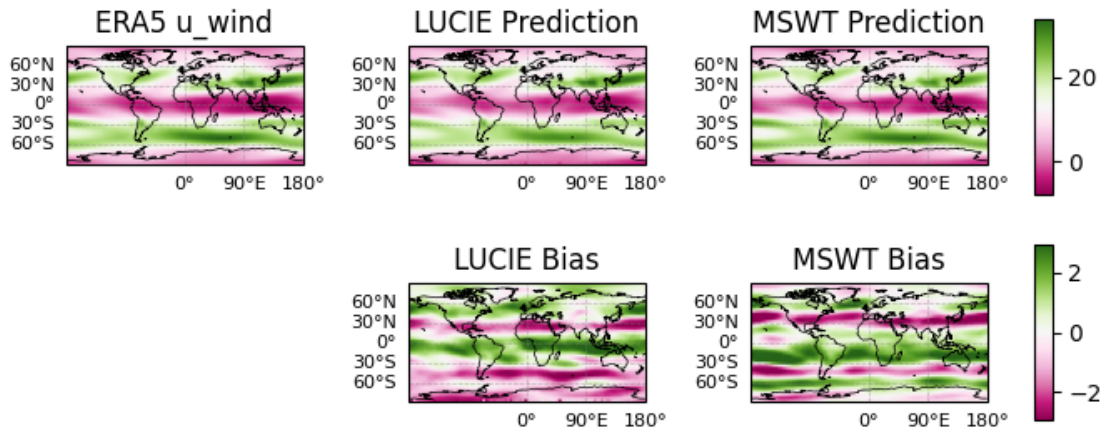 ERA5 u_wind LUCIE Prediction MSWT Prediction
60°N 60°N 60°N
30°N 30°N 30°N 20
0° 0° 0°
30°S 30°S 30°S
60°S 60°S 60°S 0
0° 90°E 180° 0° 90°E 180° 0° 90°E 180°
LUCIE Bias MSWT Bias
60°N 60°N 2
30°N 30°N
0° 0° 0
30°S 30°S
60°S 60°S −2
0° 90°E 180° 0° 90°E 180°